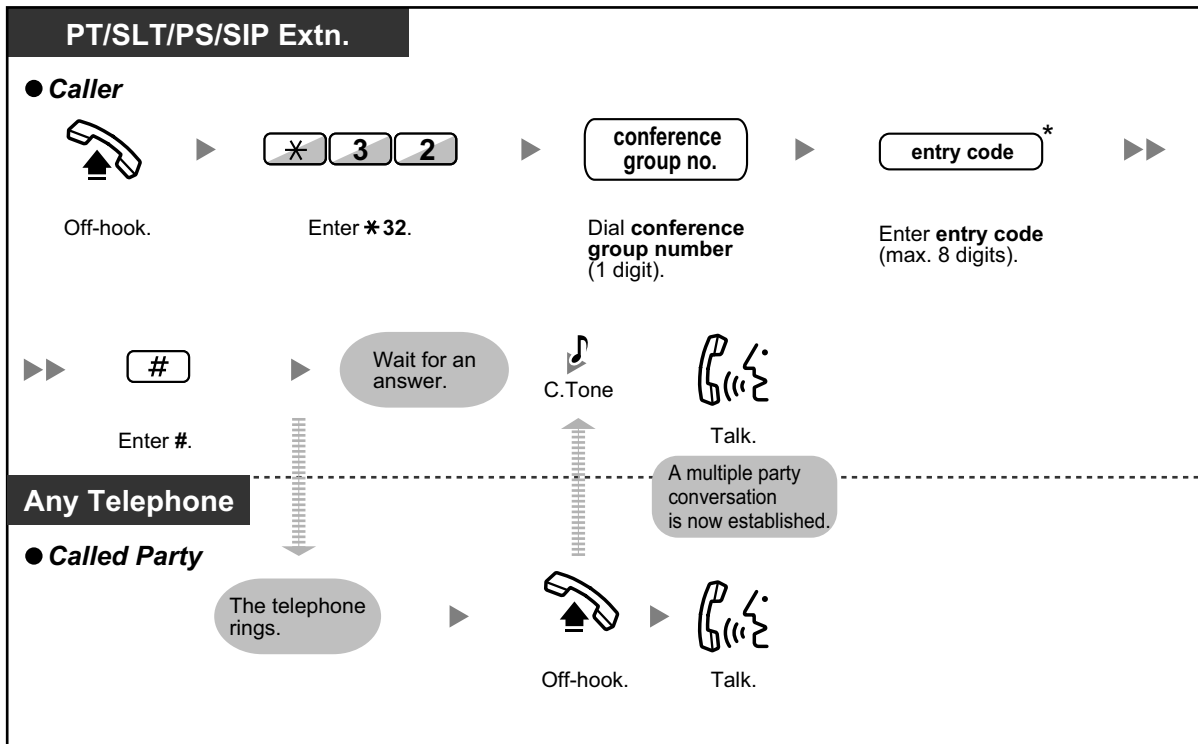 PT/SLT/PS/SIP Extn.
● Caller
✳ 3 2
conference
group no.
entry code *
Off-hook.
Enter ✳32.
Dial conference
group number
(1 digit).
Enter entry code
(max. 8 digits).
#
Wait for an
answer.
C.Tone
Enter #.
Talk.
A multiple party
conversation
is now established.
Any Telephone
● Called Party
The telephone
rings.
Off-hook.
Talk.